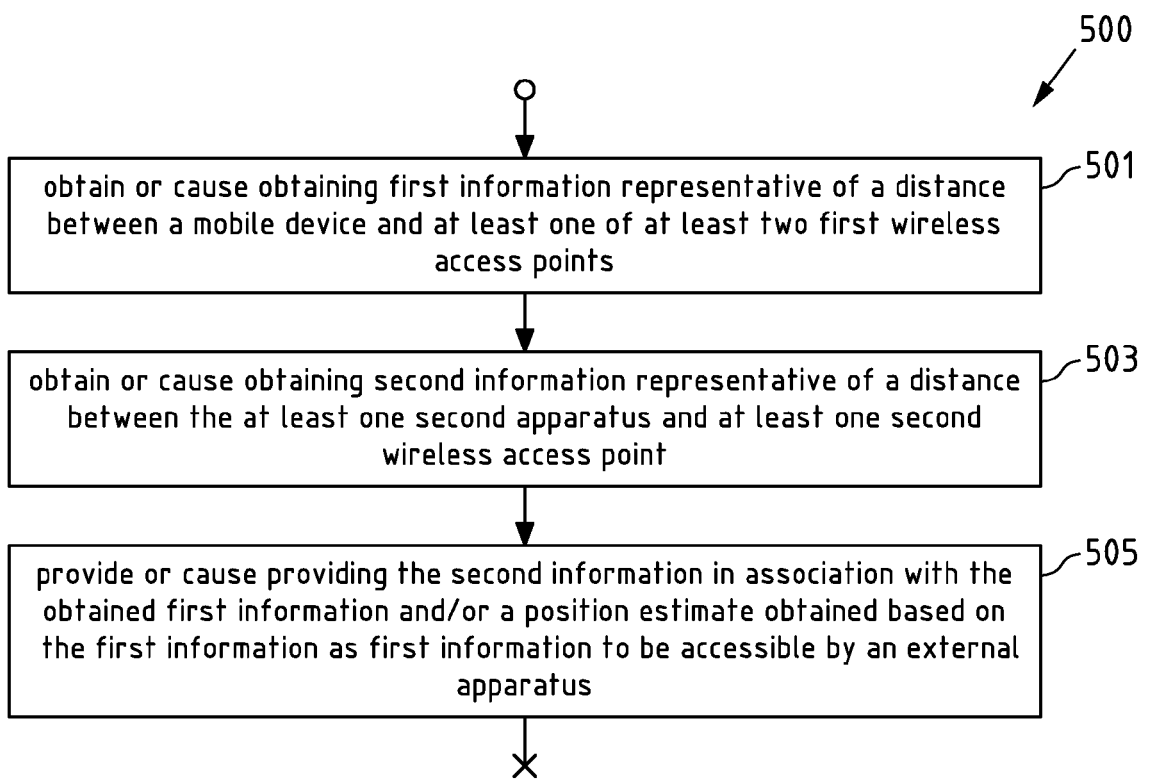 500
501
obtain or cause obtaining first information representative of a distance
between a mobile device and at least one of at least two first wireless
access points
503
obtain or cause obtaining second information representative of a distance
between the at least one second apparatus and at least one second
wireless access point
505
provide or cause providing the second information in association with the
obtained first information and/or a position estimate obtained based on
the first information as first information to be accessible by an external
apparatus